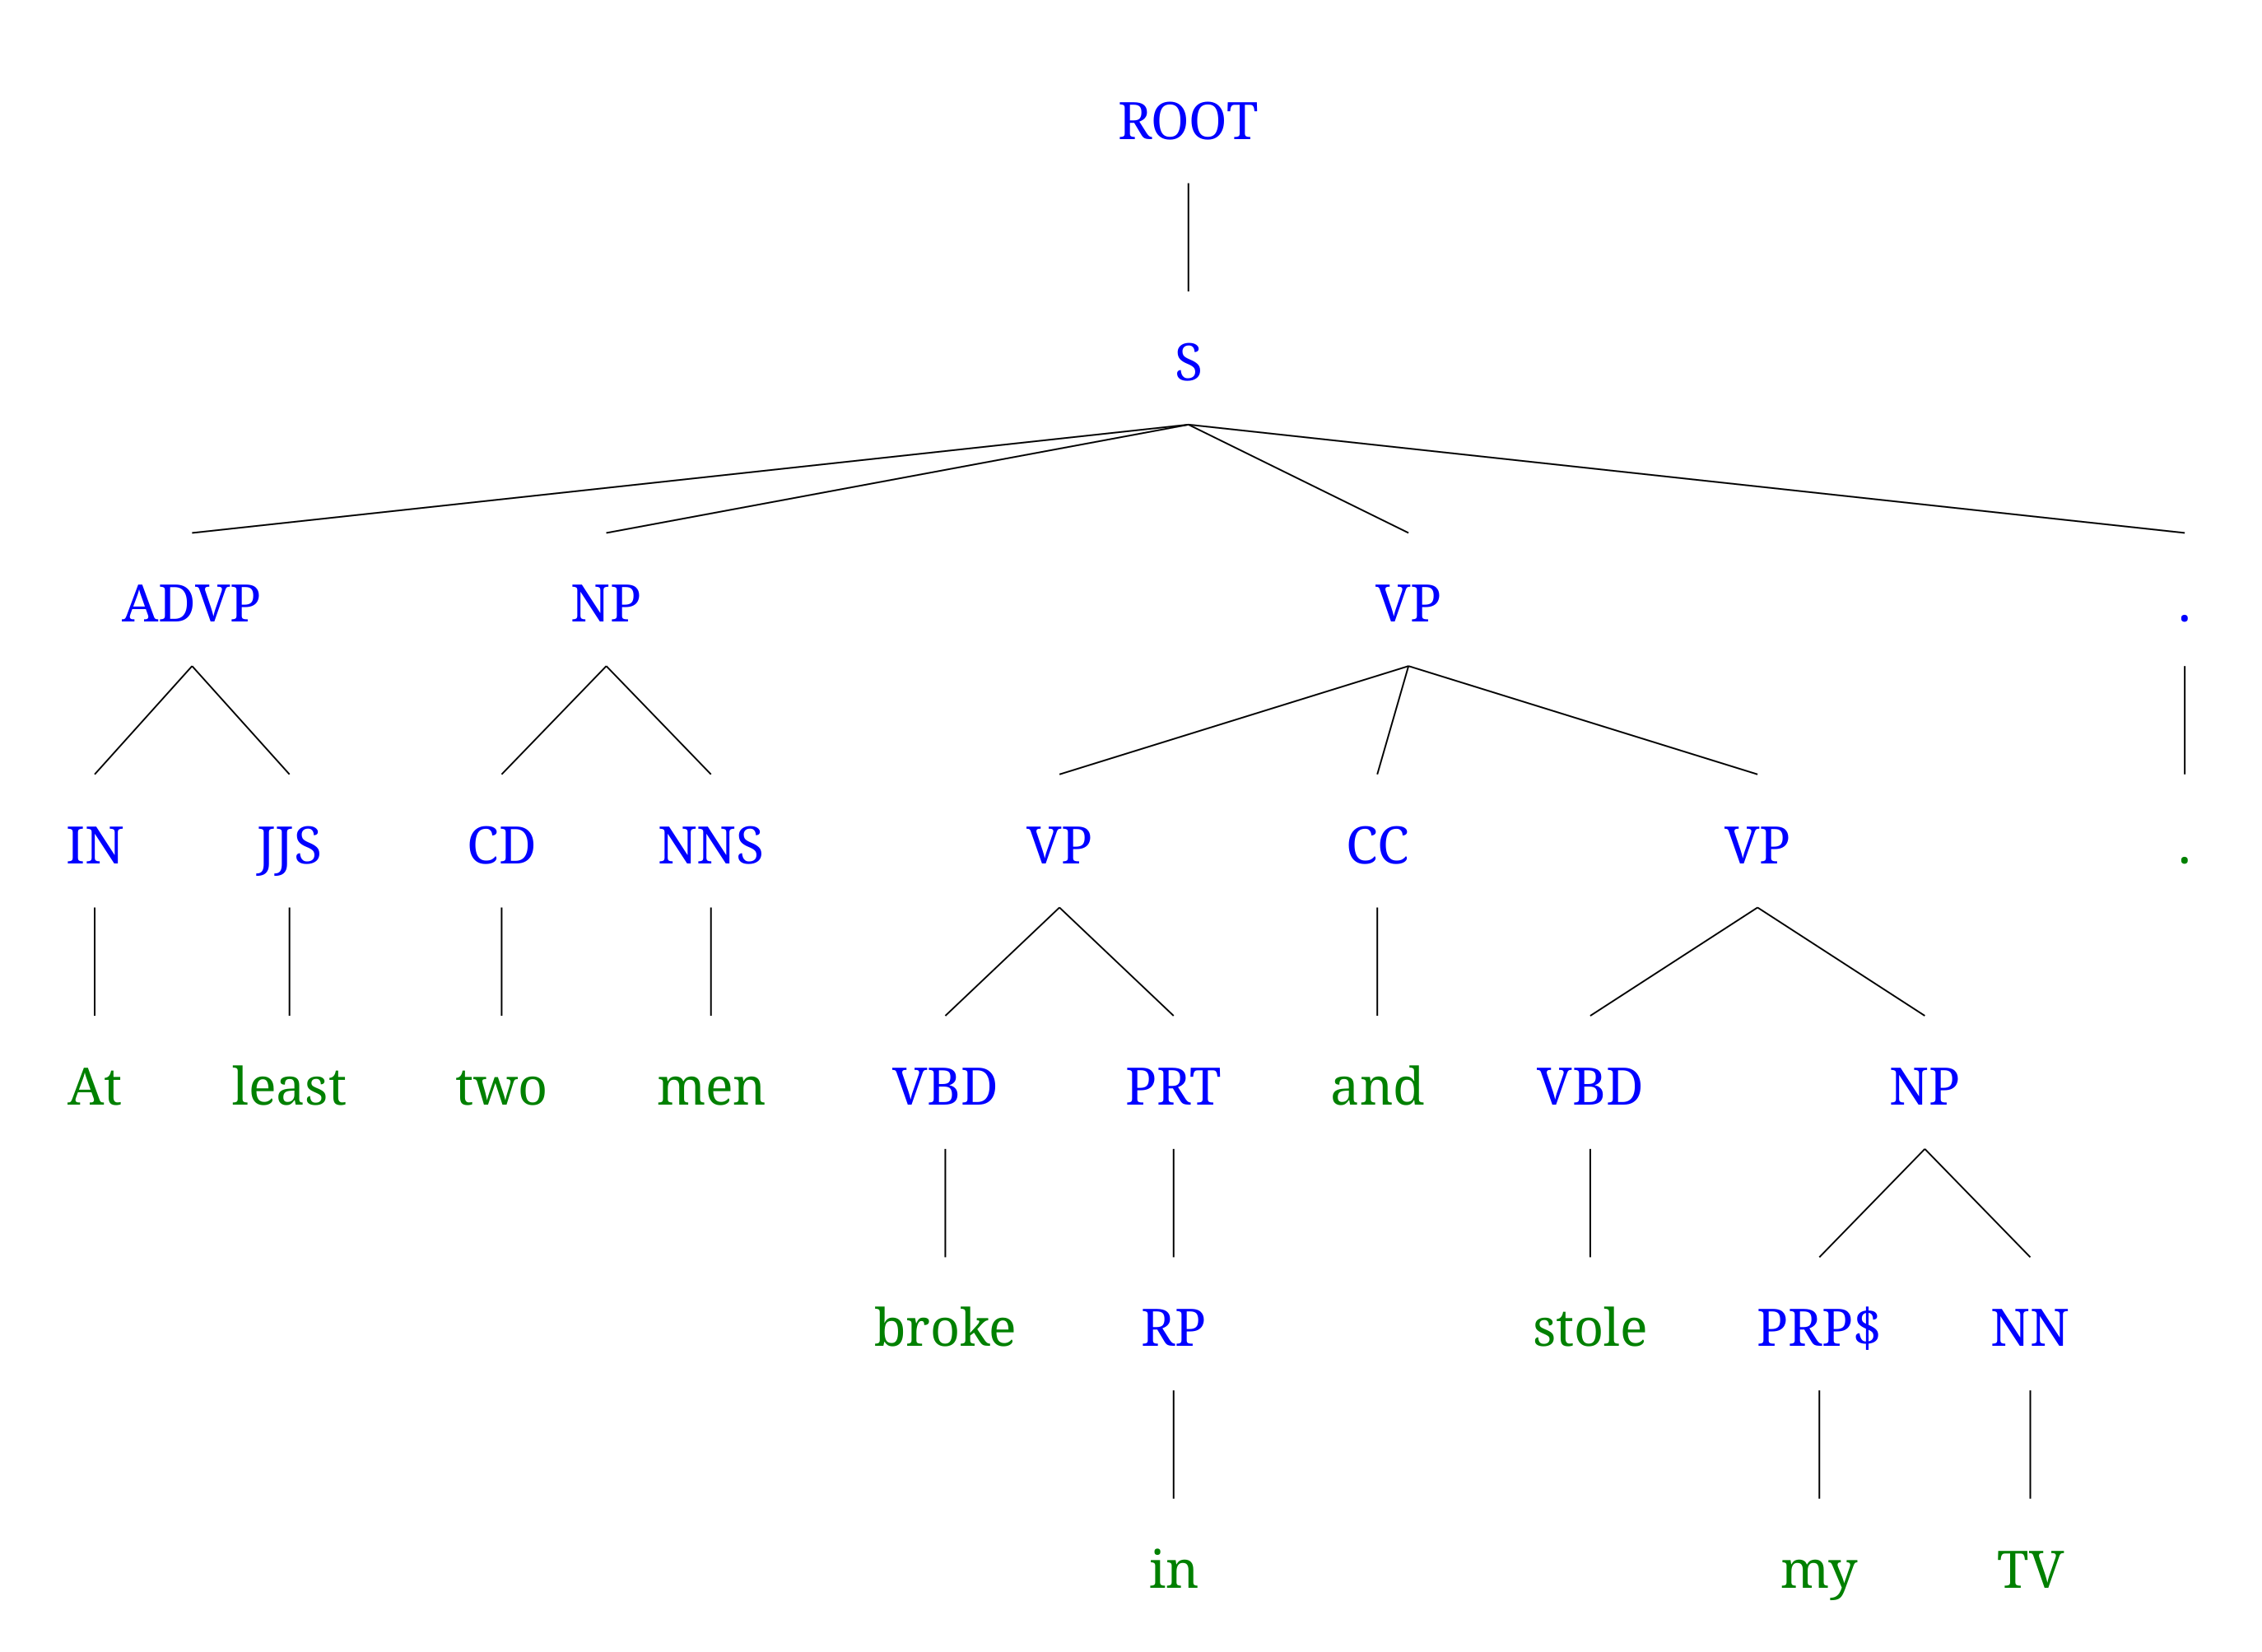 ROOT
S
ADVP NP VP .
IN JJS CD NNS VP CC VP .
At least two men VBD PRT and VBD NP
broke RP stole PRP$ NN
in my TV